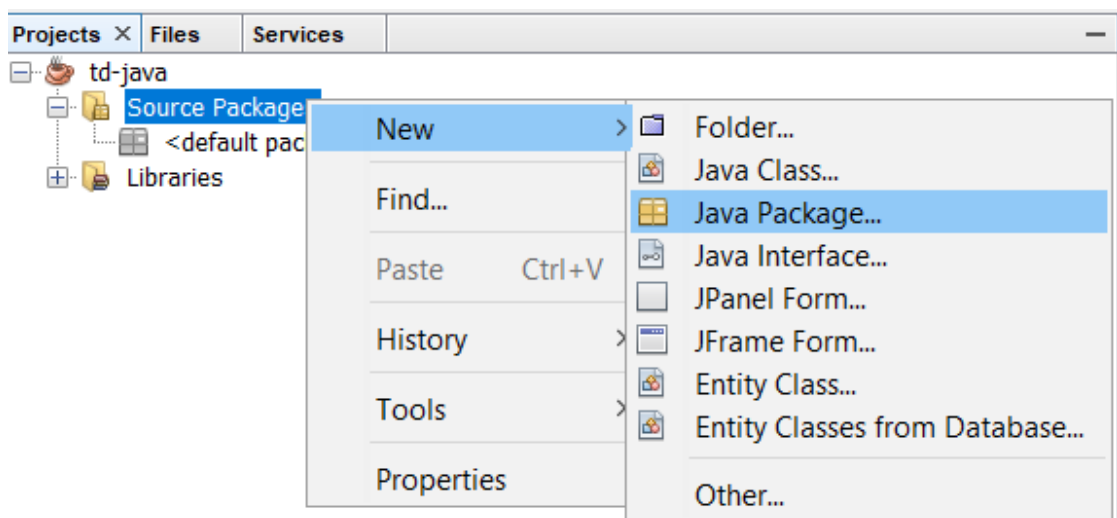 Projects × Files Services
td-java
Source Package
<default pac
Libraries
New
Find...
Paste Ctrl+V
History
Tools
Properties
Folder...
Java Class...
Java Package...
Java Interface...
JPanel Form...
JFrame Form...
Entity Class...
Entity Classes from Database...
Other...